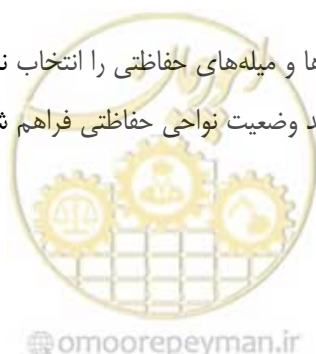 ها و میله‌های حفاظتی را انتخاب ن
د وضعیت نواحی حفاظتی فراهم ش
omoorepeyman.ir